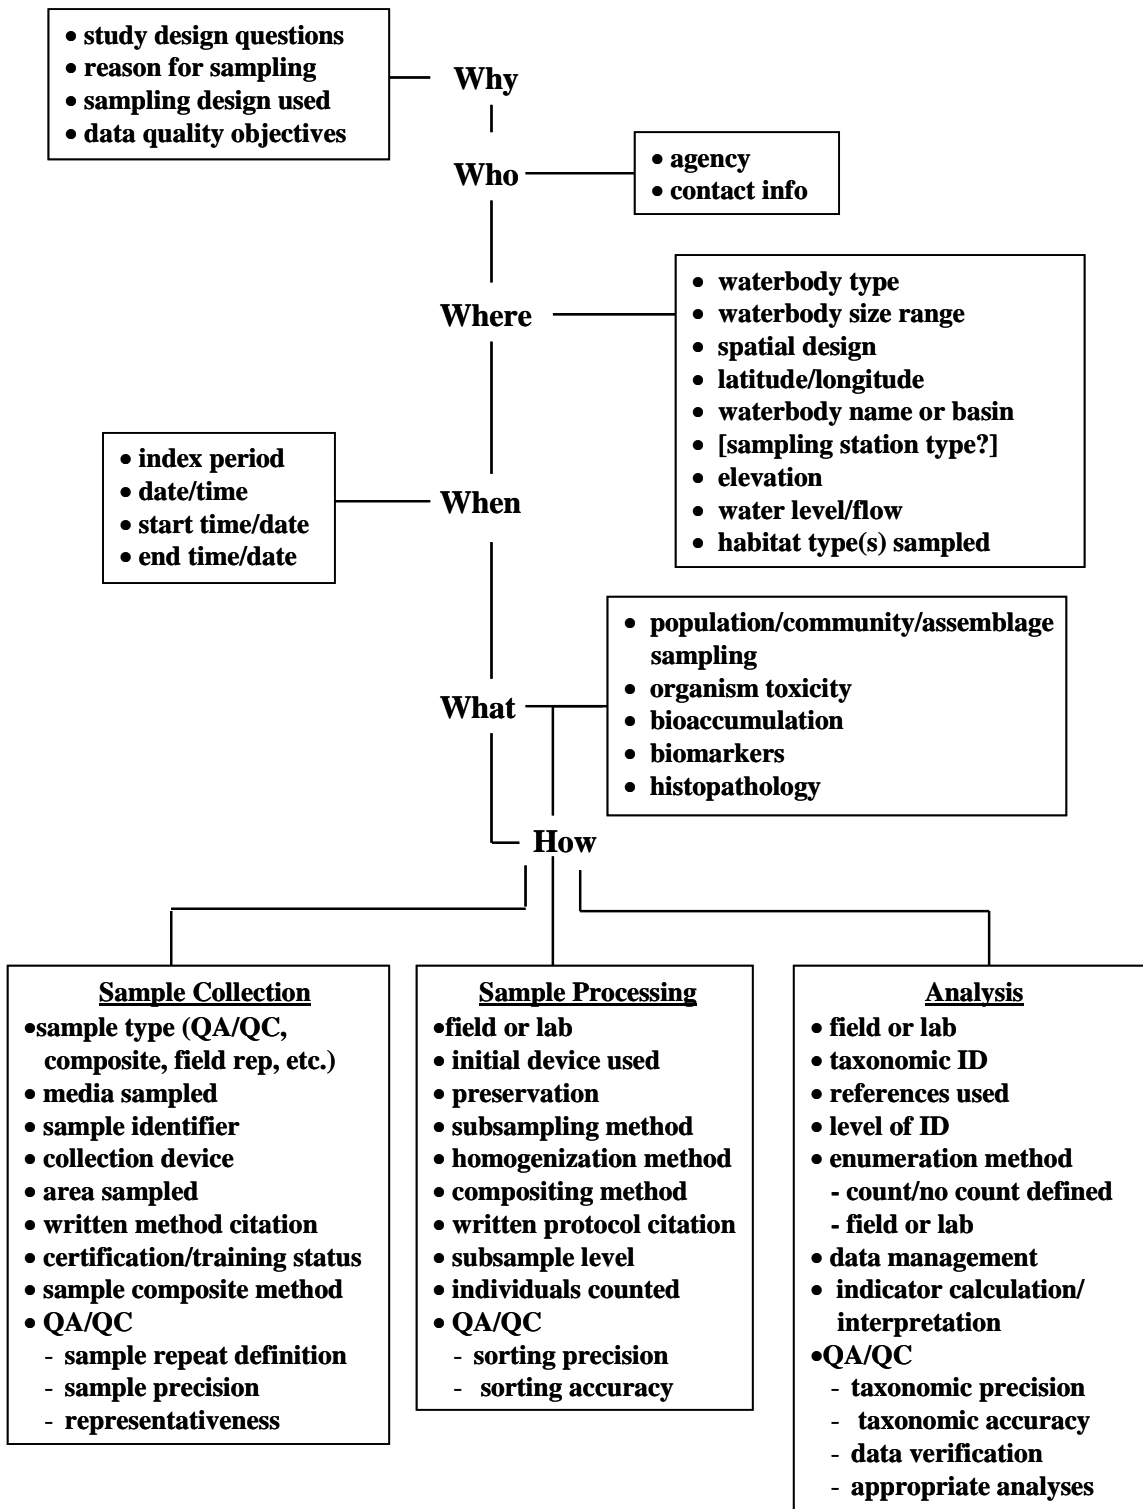 • study design questions
• reason for sampling
• sampling design used
• data quality objectives
Why
Who
• agency
• contact info
Where
• waterbody type
• waterbody size range
• spatial design
• latitude/longitude
• waterbody name or basin
• [sampling station type?]
• elevation
• water level/flow
• habitat type(s) sampled
• index period
• date/time
• start time/date
• end time/date
When
What
• population/community/assemblage
sampling
• organism toxicity
• bioaccumulation
• biomarkers
• histopathology
How
Sample Collection
•sample type (QA/QC,
composite, field rep, etc.)
• media sampled
• sample identifier
• collection device
• area sampled
• written method citation
• certification/training status
• sample composite method
• QA/QC
- sample repeat definition
- sample precision
- representativeness
Sample Processing
•field or lab
• initial device used
• preservation
• subsampling method
• homogenization method
• compositing method
• written protocol citation
• subsample level
• individuals counted
• QA/QC
- sorting precision
- sorting accuracy
Analysis
• field or lab
• taxonomic ID
• references used
• level of ID
• enumeration method
- count/no count defined
- field or lab
• data management
• indicator calculation/
interpretation
•QA/QC
- taxonomic precision
- taxonomic accuracy
- data verification
- appropriate analyses